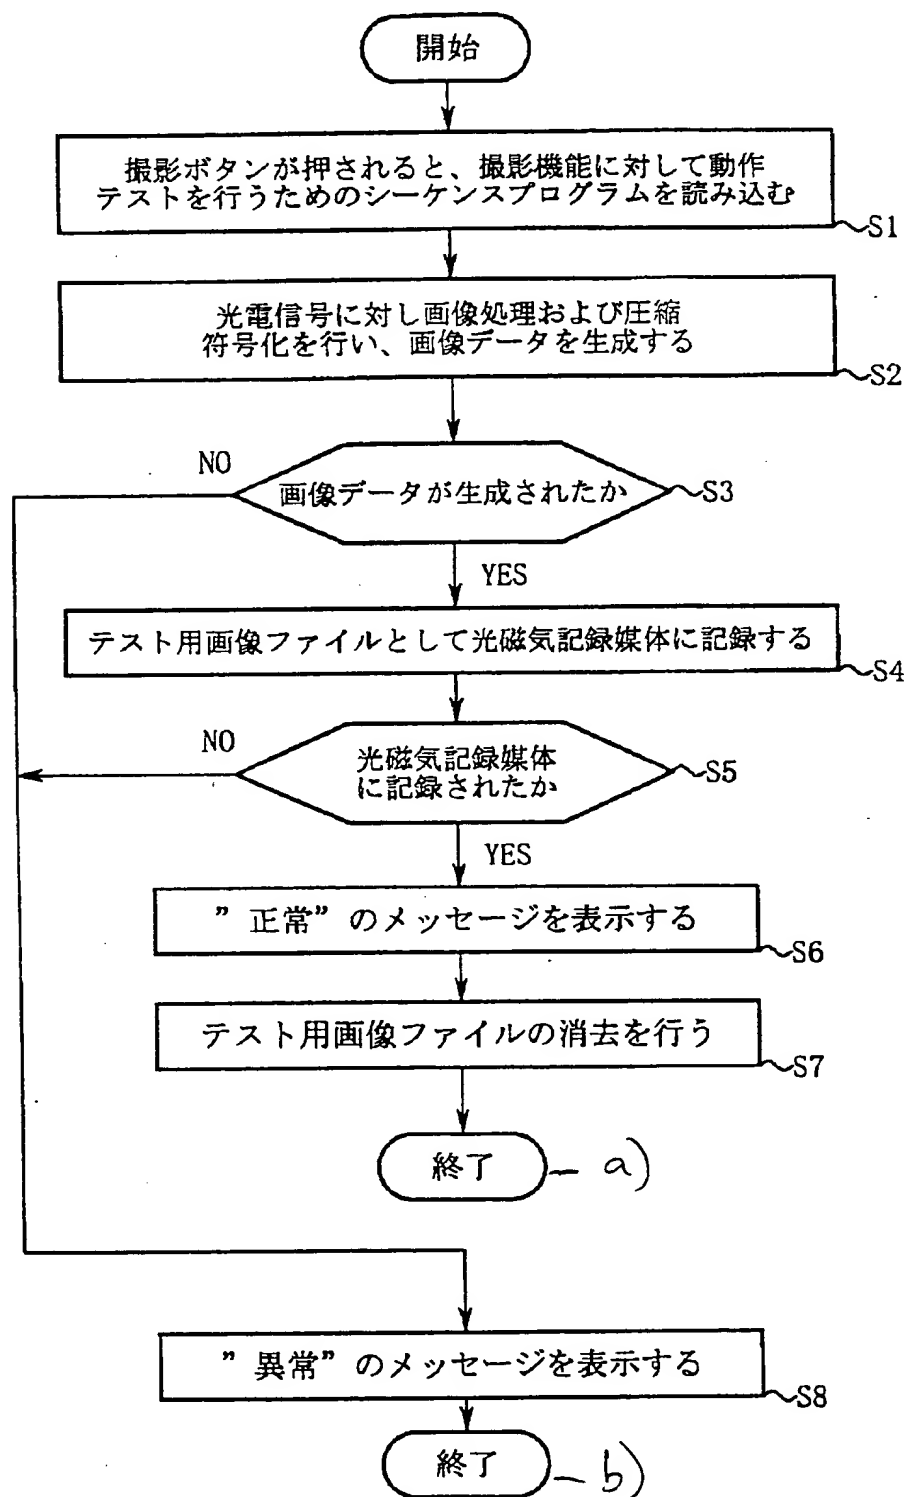 開始
撮影ボタンが押されると、撮影機能に対して動作
テストを行うためのシーケンスプログラムを読み込む
S1
光電信号に対し画像処理および圧縮
符号化を行い、画像データを生成する
S2
NO
画像データが生成されたか
S3
YES
テスト用画像ファイルとして光磁気記録媒体に記録する
S4
NO
光磁気記録媒体
に記録されたか
S5
YES
”正常”のメッセージを表示する
S6
テスト用画像ファイルの消去を行う
S7
終了 - a)
”異常”のメッセージを表示する
S8
終了 - b)